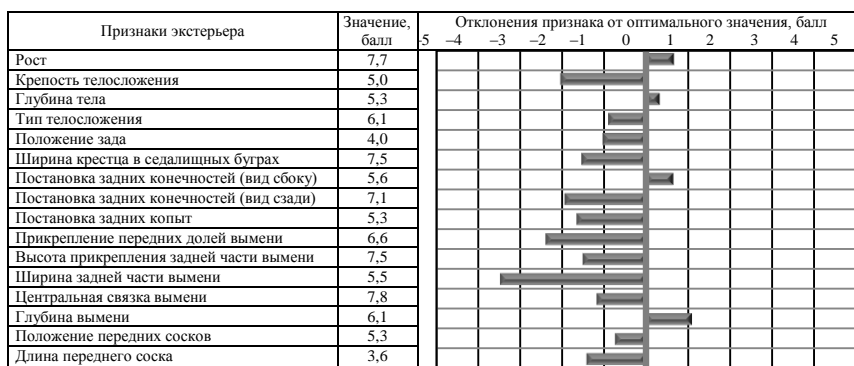 Признаки экстерьера Значение, балл Отклонения признака от оптимального значения, балл
-5 –4 –3 –2 –1 0 1 2 3 4 5
Рост 7,7
Крепость телосложения 5,0
Глубина тела 5,3
Тип телосложения 6,1
Положение зада 4,0
Ширина крестца в седалищных буграх 7,5
Постановка задних конечностей (вид сбоку) 5,6
Постановка задних конечностей (вид сзади) 7,1
Постановка задних копыт 5,3
Прикрепление передних долей вымени 6,6
Высота прикрепления задней части вымени 7,5
Ширина задней части вымени 5,5
Центральная связка вымени 7,8
Глубина вымени 6,1
Положение передних сосков 5,3
Длина переднего соска 3,6